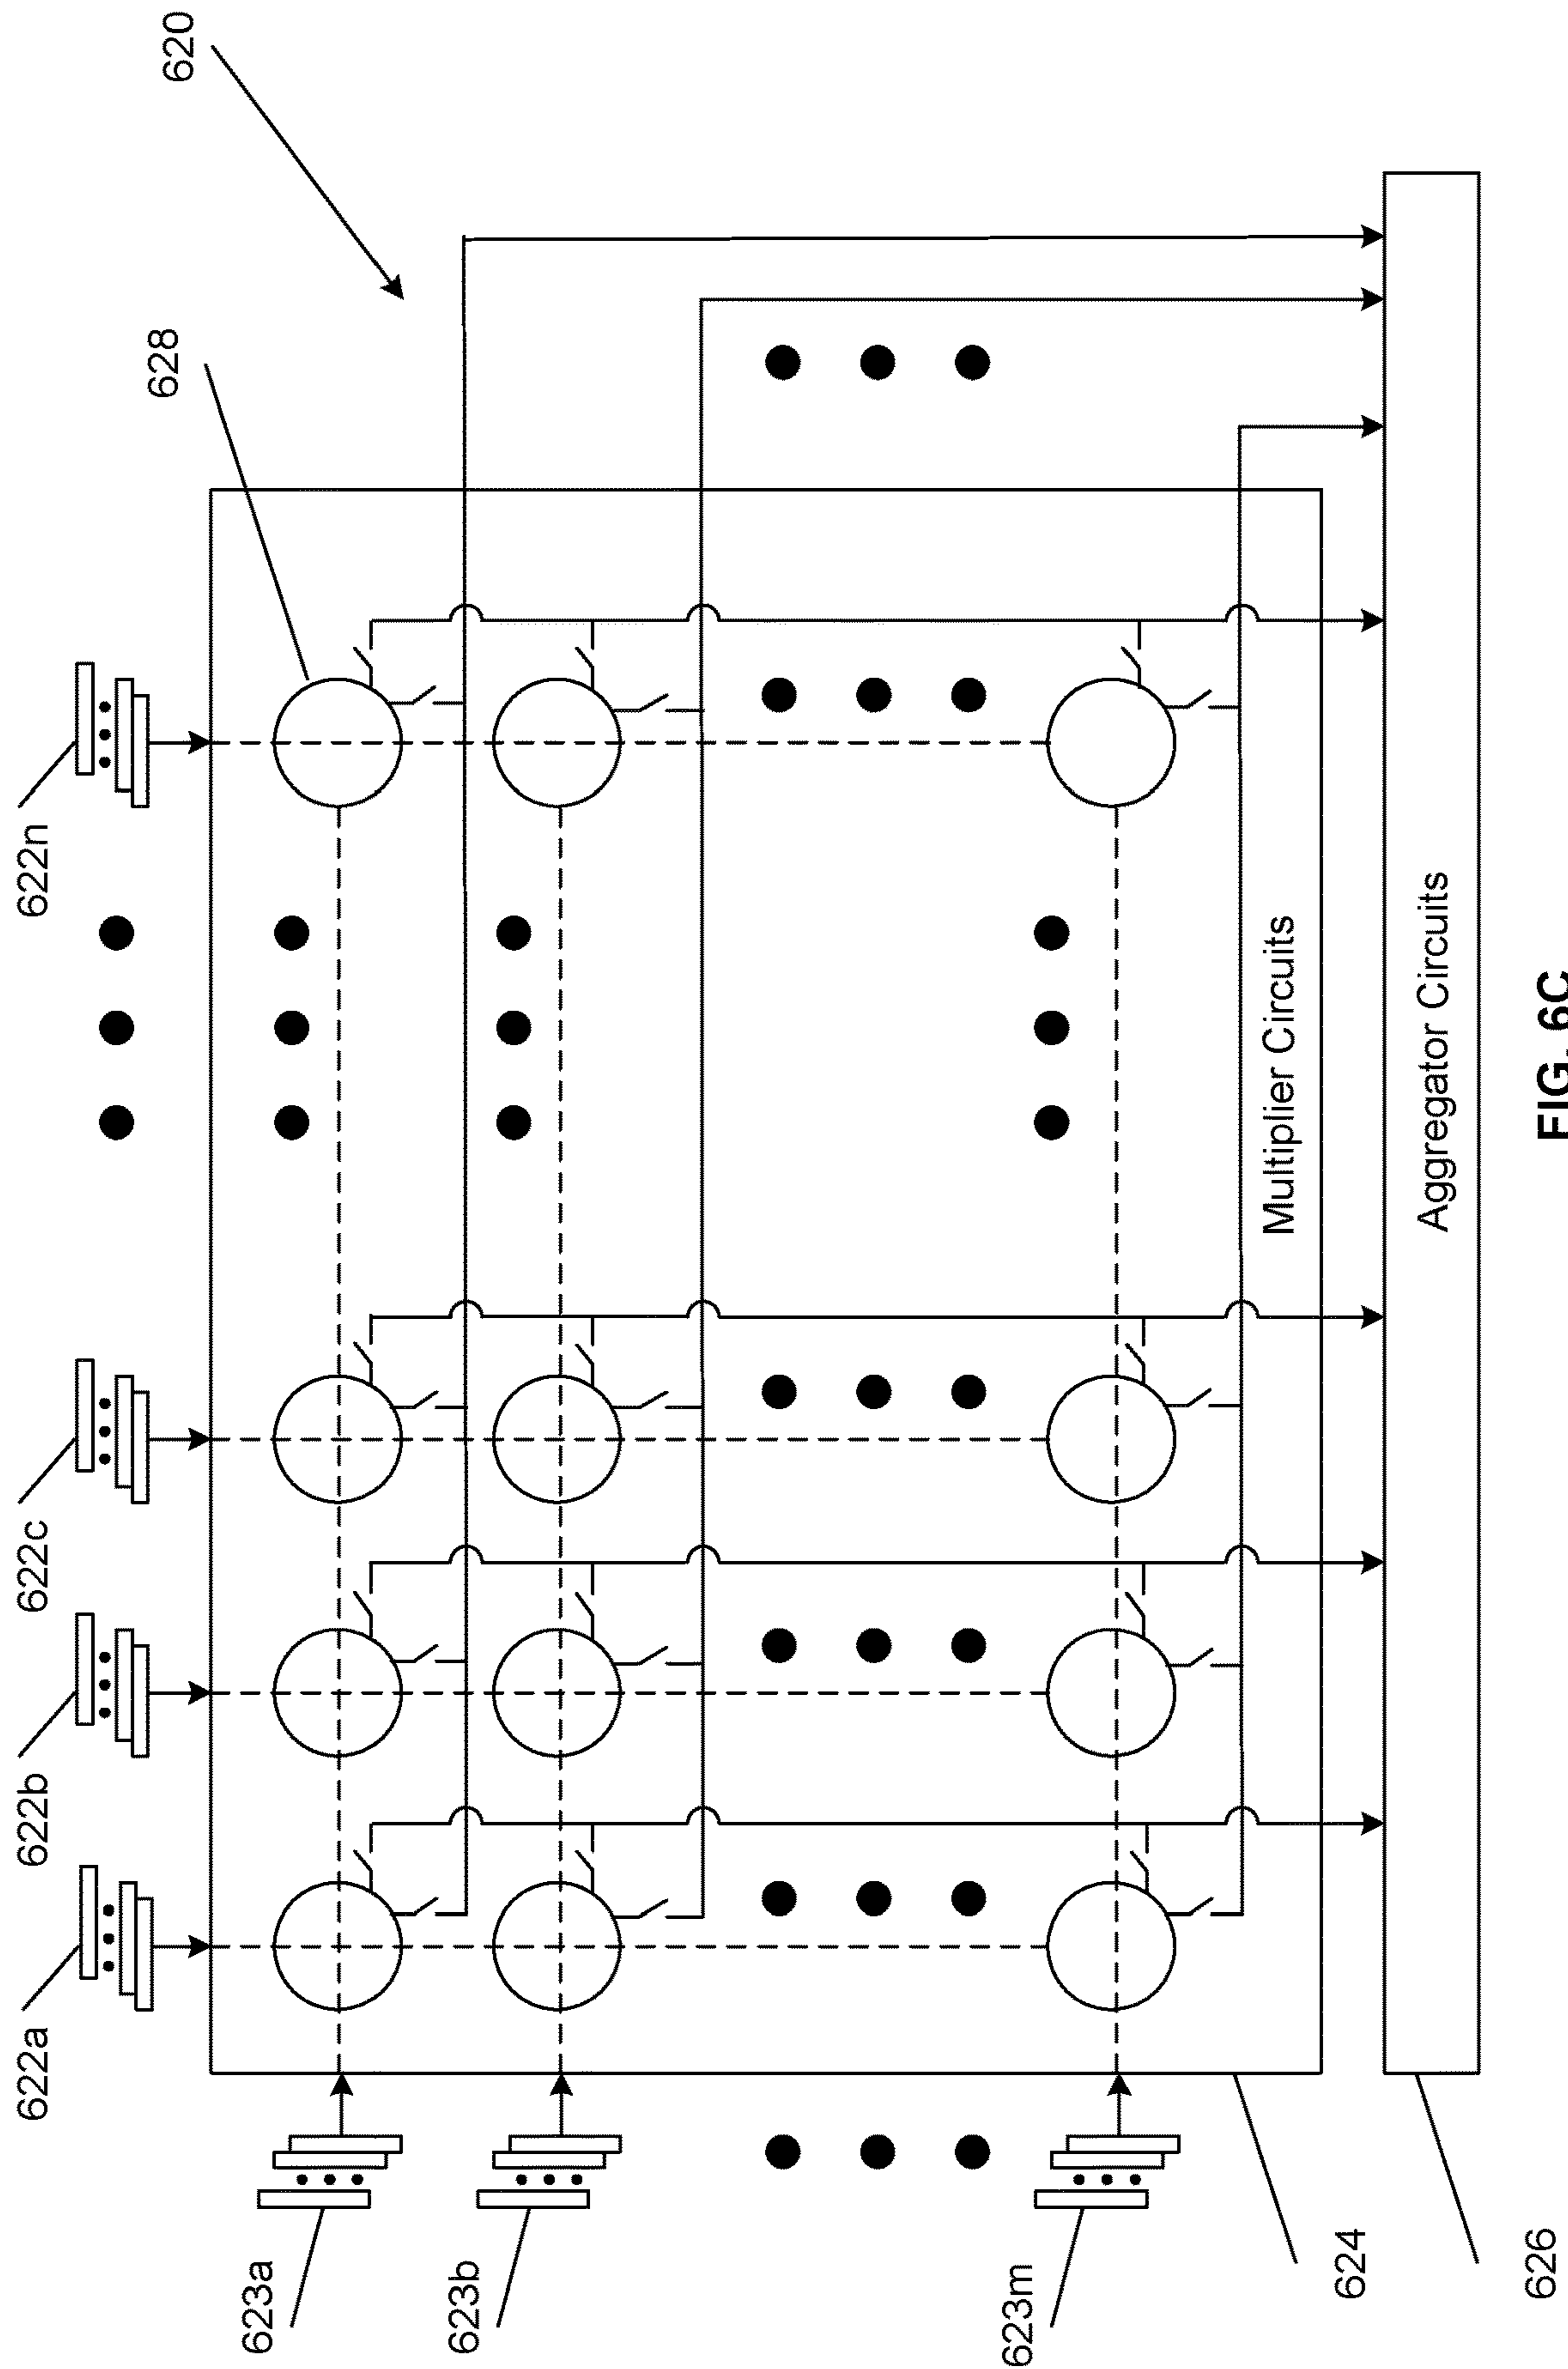 620
628
622n
622c
622b
622a
623a
623b
623m
Multiplier Circuits
Aggregator Circuits
624
626
FIG. 6C